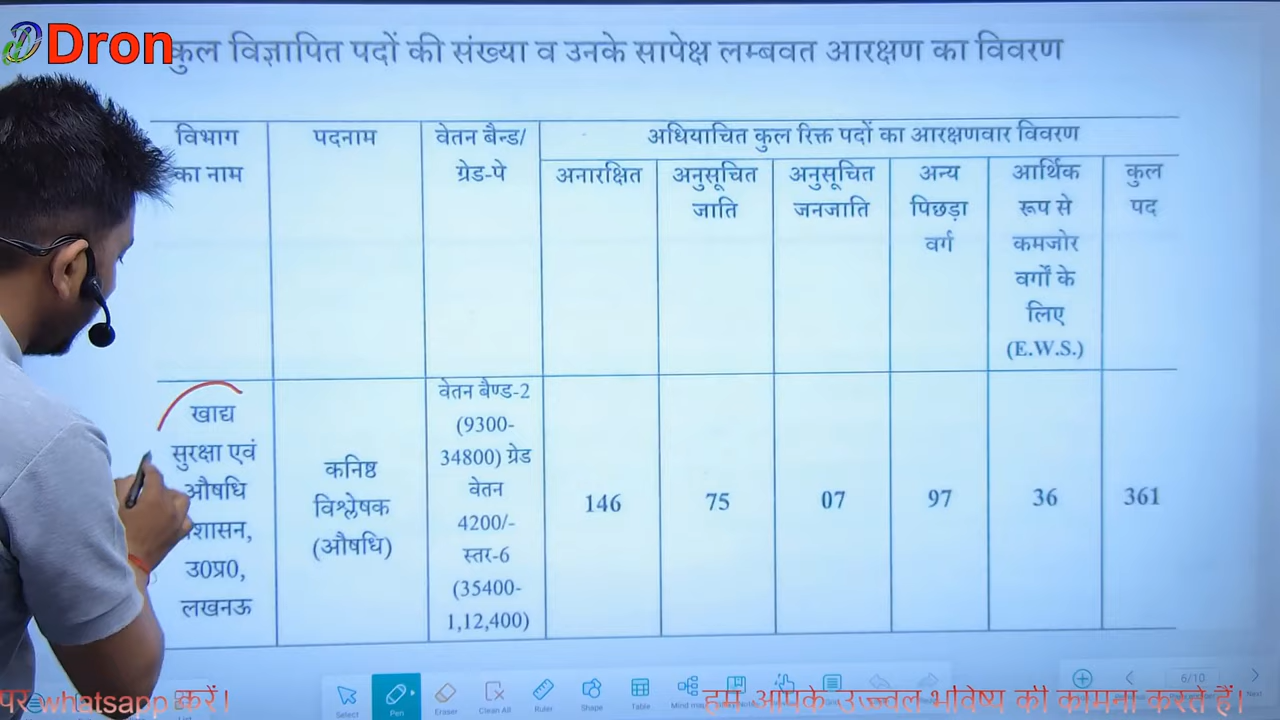 Dron
कुल विज्ञापित पदों की संख्या व उनके सापेक्ष लम्बवत आरक्षण का विवरण
विभाग
का नाम
पदनाम
वेतन बैन्ड/
ग्रेड-पे
अधियाचित कुल रिक्त पदों का आरक्षणवार विवरण
अनारक्षित
अनुसूचित
जाति
अनुसूचित
जनजाति
अन्य
पिछड़ा
वर्ग
आर्थिक
रूप से
कमजोर
वर्गों के
लिए
(E.W.S.)
कुल
पद
खाद्य
सुरक्षा एवं
औषधि
शासन,
उ0प्र0,
लखनऊ
कनिष्ठ
विश्लेषक
(औषधि)
वेतन बैण्ड-2
(9300-
34800) ग्रेड
वेतन
4200/-
स्तर-6
(35400-
1,12,400)
146
75
07
97
36
361
Select
Pen
Eraser
Clean All
Ruler
Shape
Table
Mind
6/10
पर whatsapp करें।
हम आपके उज्ज्वल भविष्य की कामना करते हैं।